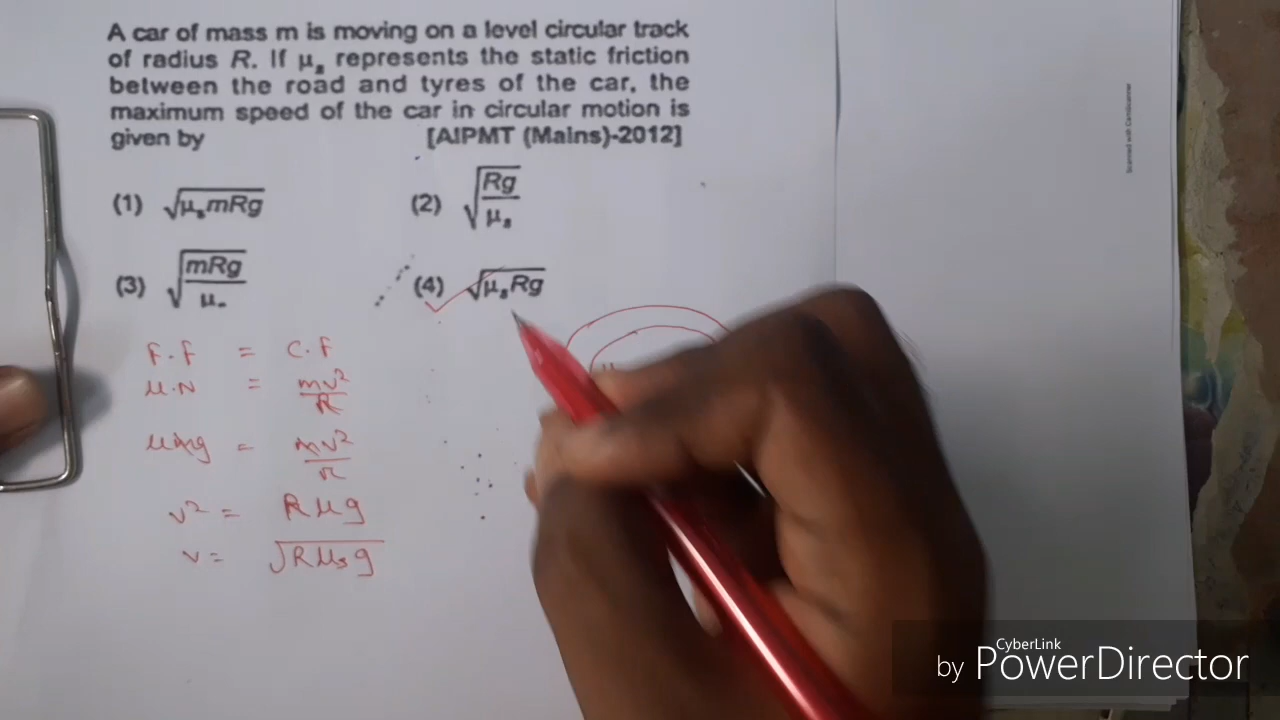 A car of mass m is moving on a level circular track
of radius R. If μs represents the static friction
between the road and tyres of the car, the
maximum speed of the car in circular motion is
given by [AIPMT (Mains)-2012]
(1) √μsmRg (2) √Rg/μs
(3) √mRg/μs (4) √μsRg
F.F = C.F
μ.N = mv²/R
μmg = mv²/R
v² = Rμg
v = √Rμsg
Scanned with CamScanner
CyberLink
by PowerDirector